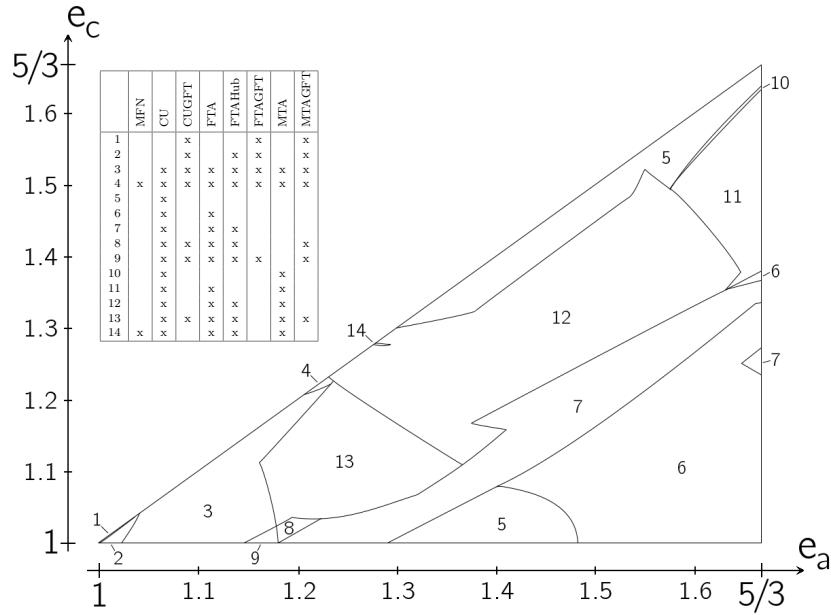 e_c
5/3
1.6
1.5
1.4
1.3
1.2
1.1
1
MFN CU CUGFT FTA FTAHub FTAGFT MTA MTAGFT
1 x x x
2 x x x x
3 x x x x x x x
4 x x x x x x x x
5 x
6 x x
7 x x x
8 x x x x x
9 x x x x x x
10 x x
11 x x x
12 x x x x
13 x x x x x x
14 x x x x x
10
5
11
6
12
14
7
4
7
13
6
3
1
8
5
2
9
1 1.1 1.2 1.3 1.4 1.5 1.6 5/3
e_a